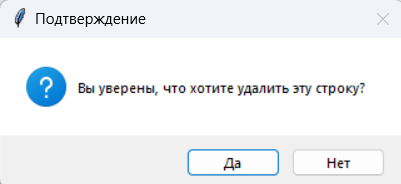 Подтверждение
Вы уверены, что хотите удалить эту строку?
Да
Нет